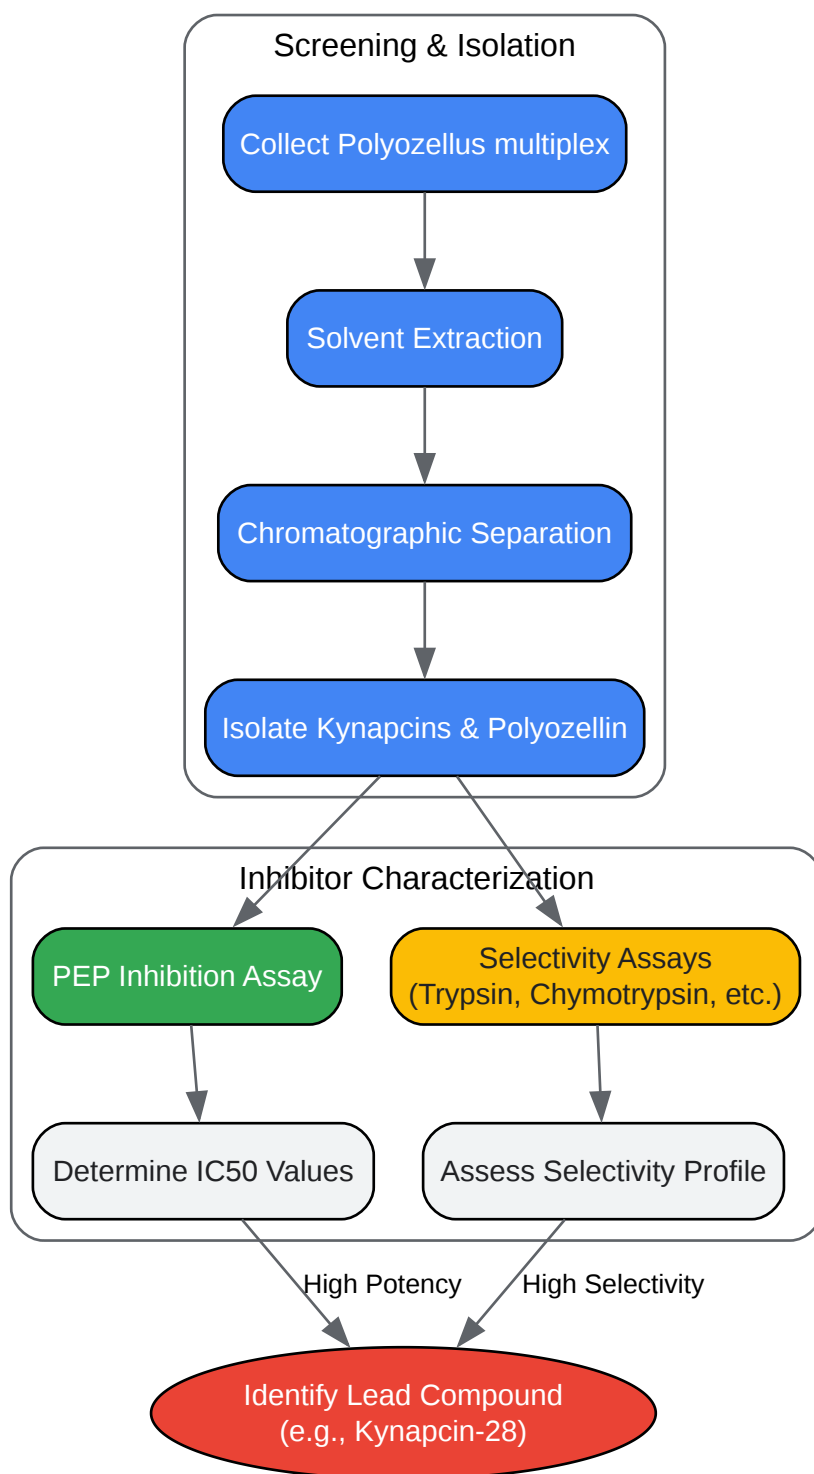 Screening & Isolation
Collect Polyozellus multiplex
Solvent Extraction
Chromatographic Separation
Isolate Kynapcins & Polyozellin
Inhibitor Characterization
PEP Inhibition Assay
Selectivity Assays
(Trypsin, Chymotrypsin, etc.)
Determine IC50 Values
Assess Selectivity Profile
High Potency
High Selectivity
Identify Lead Compound
(e.g., Kynapcin-28)